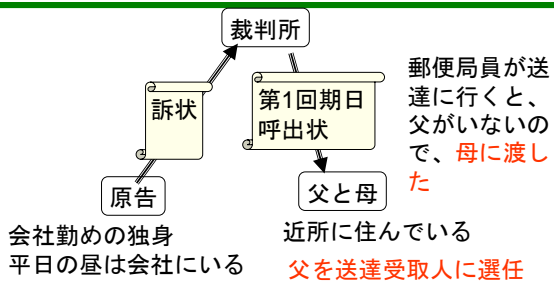 裁判所
訴状
第1回期日
呼出状
郵便局員が送
達に行くと、
父がいないの
で、母に渡し
た
原告
父と母
会社勤めの独身
平日の昼は会社にいる
近所に住んでいる
父を送達受取人に選任